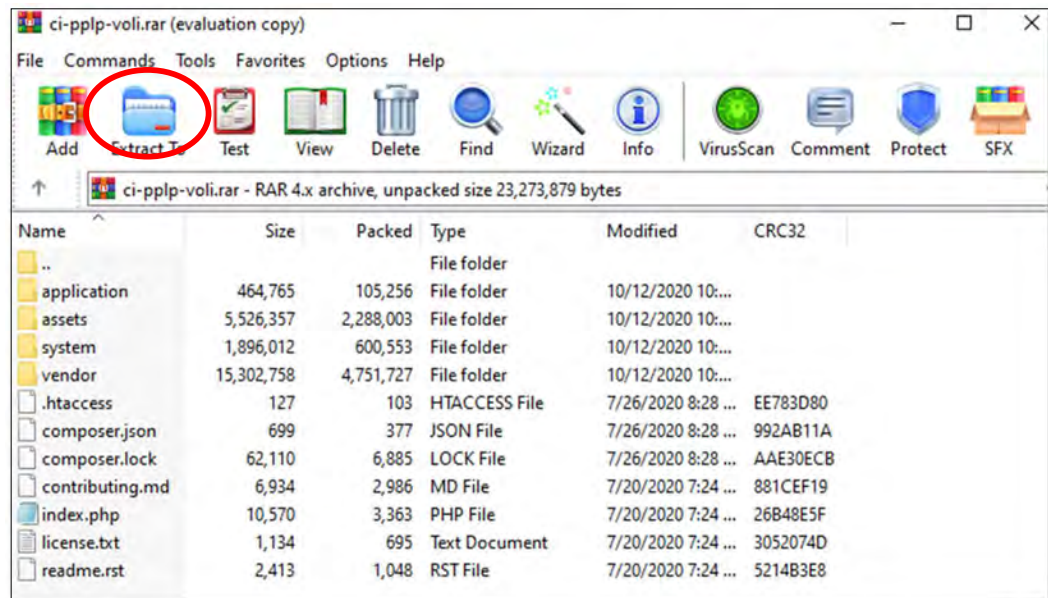 ci-pplp-voli.rar (evaluation copy)
File Commands Tools Favorites Options Help
Add Extract To Test View Delete Find Wizard Info VirusScan Comment Protect SFX
ci-pplp-voli.rar - RAR 4.x archive, unpacked size 23,273,879 bytes
Name Size Packed Type Modified CRC32
.. File folder
application 464,765 105,256 File folder 10/12/2020 10:...
assets 5,526,357 2,288,003 File folder 10/12/2020 10:...
system 1,896,012 600,553 File folder 10/12/2020 10:...
vendor 15,302,758 4,751,727 File folder 10/12/2020 10:...
.htaccess 127 103 HTACCESS File 7/26/2020 8:28 ... EE783D80
composer.json 699 377 JSON File 7/26/2020 8:28 ... 992AB11A
composer.lock 62,110 6,885 LOCK File 7/26/2020 8:28 ... AAE30ECB
contributing.md 6,934 2,986 MD File 7/20/2020 7:24 ... 881CEF19
index.php 10,570 3,363 PHP File 7/20/2020 7:24 ... 26B48E5F
license.txt 1,134 695 Text Document 7/20/2020 7:24 ... 3052074D
readme.rst 2,413 1,048 RST File 7/20/2020 7:24 ... 5214B3E8